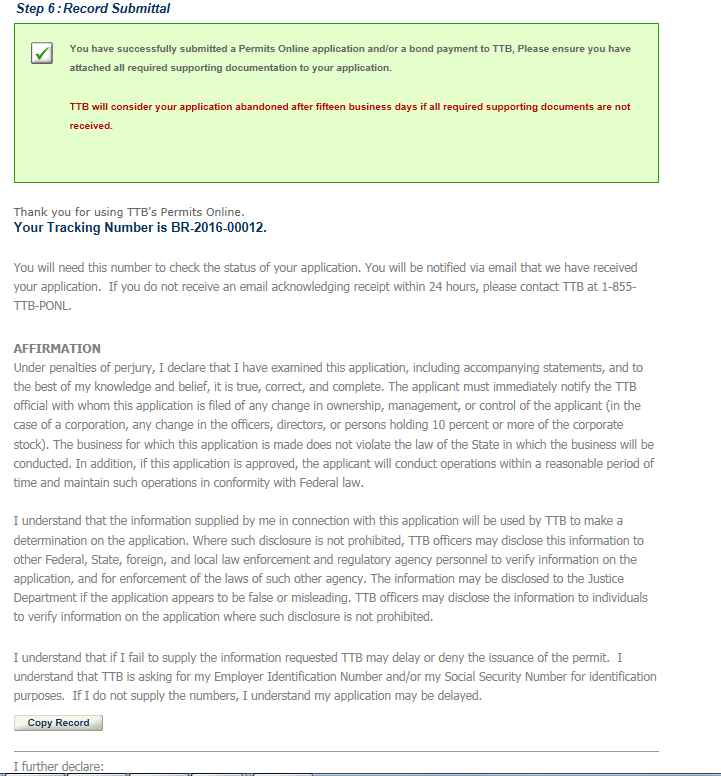 Step 6 : Record Submittal
You have successfully submitted a Permits Online application and/or a bond payment to TTB, Please ensure you have
attached all required supporting documentation to your application.
TTB will consider your application abandoned after fifteen business days if all required supporting documents are not
received.
Thank you for using TTB's Permits Online.
Your Tracking Number is BR-2016-00012.
You will need this number to check the status of your application. You will be notified via email that we have received
your application.  If you do not receive an email acknowledging receipt within 24 hours, please contact TTB at 1-855-
TTB-PONL.
AFFIRMATION
Under penalties of perjury, I declare that I have examined this application, including accompanying statements, and to
the best of my knowledge and belief, it is true, correct, and complete. The applicant must immediately notify the TTB
official with whom this application is filed of any change in ownership, management, or control of the applicant (in the
case of a corporation, any change in the officers, directors, or persons holding 10 percent or more of the corporate
stock). The business for which this application is made does not violate the law of the State in which the business will be
conducted. In addition, if this application is approved, the applicant will conduct operations within a reasonable period of
time and maintain such operations in conformity with Federal law.
I understand that the information supplied by me in connection with this application will be used by TTB to make a
determination on the application. Where such disclosure is not prohibited, TTB officers may disclose this information to
other Federal, State, foreign, and local law enforcement and regulatory agency personnel to verify information on the
application, and for enforcement of the laws of such other agency. The information may be disclosed to the Justice
Department if the application appears to be false or misleading. TTB officers may disclose the information to individuals
to verify information on the application where such disclosure is not prohibited.
I understand that if I fail to supply the information requested TTB may delay or deny the issuance of the permit.  I
understand that TTB is asking for my Employer Identification Number and/or my Social Security Number for identification
purposes.  If I do not supply the numbers, I understand my application may be delayed.
Copy Record
I further declare: